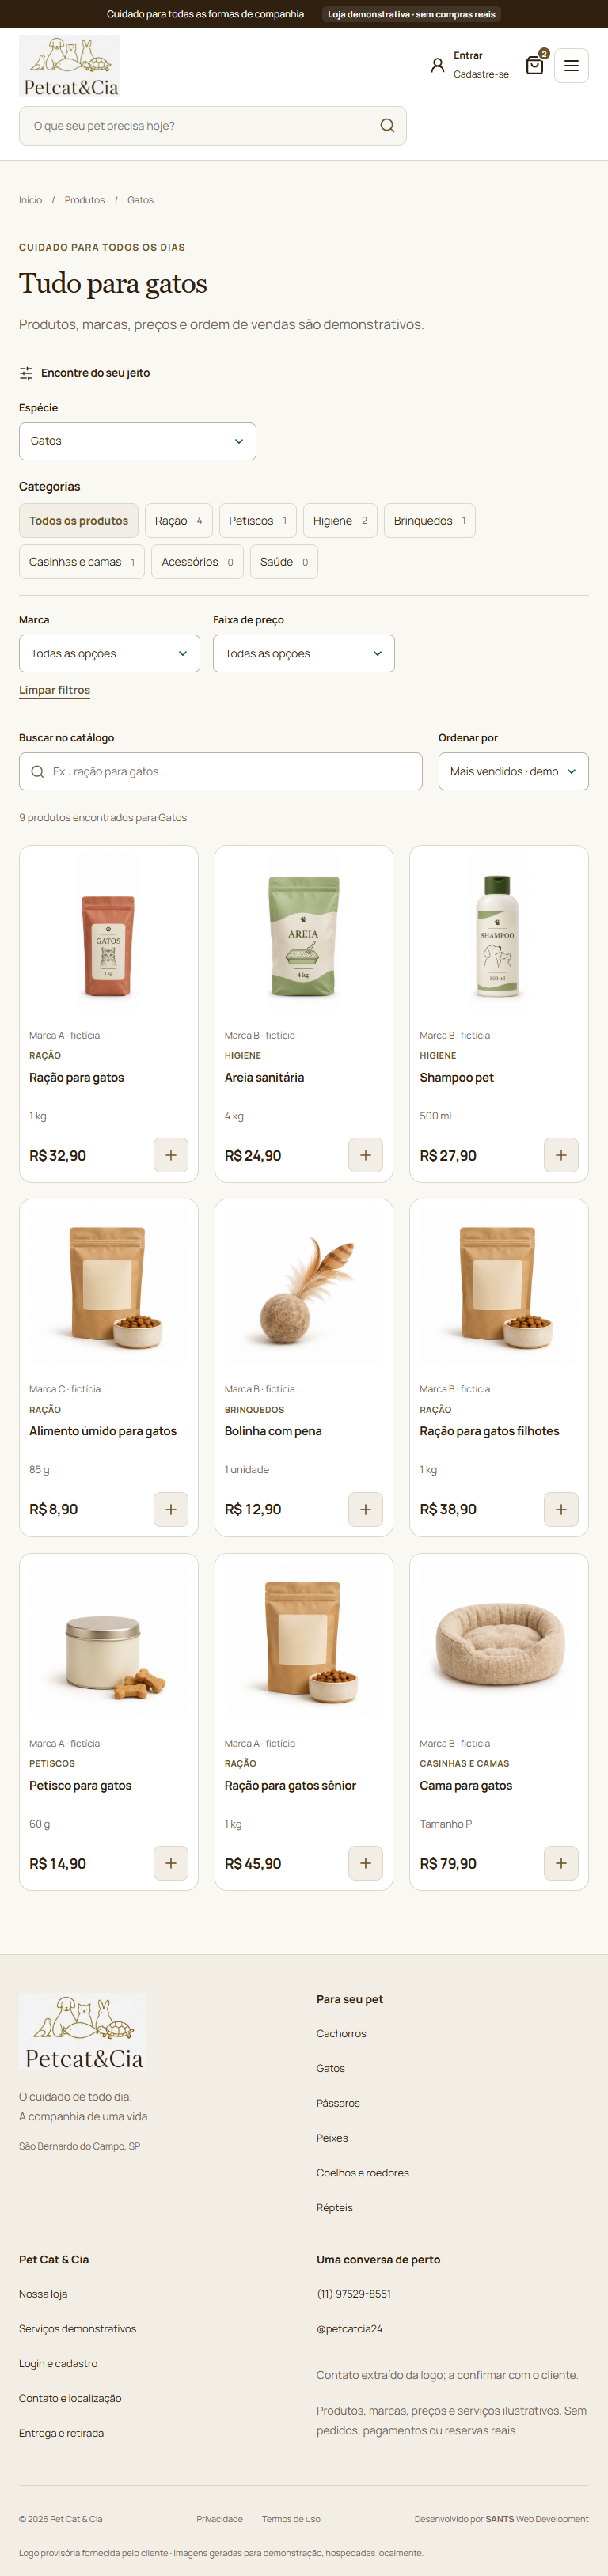 Cuidado para todas as formas de companhia.
Loja demonstrativa · sem compras reais
Petcat&Cia
Entrar
Cadastre-se
2
O que seu pet precisa hoje?
Início / Produtos / Gatos
CUIDADO PARA TODOS OS DIAS
Tudo para gatos
Produtos, marcas, preços e ordem de vendas são demonstrativos.
Encontre do seu jeito
Espécie
Gatos
Categorias
Todos os produtos
Ração 4
Petiscos 1
Higiene 2
Brinquedos 1
Casinhas e camas 1
Acessórios 0
Saúde 0
Marca
Todas as opções
Faixa de preço
Todas as opções
Limpar filtros
Buscar no catálogo
Ex.: ração para gatos...
Ordenar por
Mais vendidos · demo
9 produtos encontrados para Gatos
GATOS
1 kg
Marca A · fictícia
RAÇÃO
Ração para gatos
1 kg
R$ 32,90
AREIA
4 kg
Marca B · fictícia
HIGIENE
Areia sanitária
4 kg
R$ 24,90
SHAMPOO
500 ml
Marca B · fictícia
HIGIENE
Shampoo pet
500 ml
R$ 27,90
Marca C · fictícia
RAÇÃO
Alimento úmido para gatos
85 g
R$ 8,90
Marca B · fictícia
BRINQUEDOS
Bolinha com pena
1 unidade
R$ 12,90
Marca B · fictícia
RAÇÃO
Ração para gatos filhotes
1 kg
R$ 38,90
Marca A · fictícia
PETISCOS
Petisco para gatos
60 g
R$ 14,90
Marca A · fictícia
RAÇÃO
Ração para gatos sênior
1 kg
R$ 45,90
Marca B · fictícia
CASINHAS E CAMAS
Cama para gatos
Tamanho P
R$ 79,90
Petcat&Cia
O cuidado de todo dia.
A companhia de uma vida.
São Bernardo do Campo, SP
Para seu pet
Cachorros
Gatos
Pássaros
Peixes
Coelhos e roedores
Répteis
Pet Cat & Cia
Nossa loja
Serviços demonstrativos
Login e cadastro
Contato e localização
Entrega e retirada
Uma conversa de perto
(11) 97529-8551
@petcatcia24
Contato extraído da logo; a confirmar com o cliente.
Produtos, marcas, preços e serviços ilustrativos. Sem
pedidos, pagamentos ou reservas reais.
© 2026 Pet Cat & Cia
Privacidade
Termos de uso
Desenvolvido por SANTS Web Development
Logo provisória fornecida pelo cliente · Imagens geradas para demonstração, hospedadas localmente.